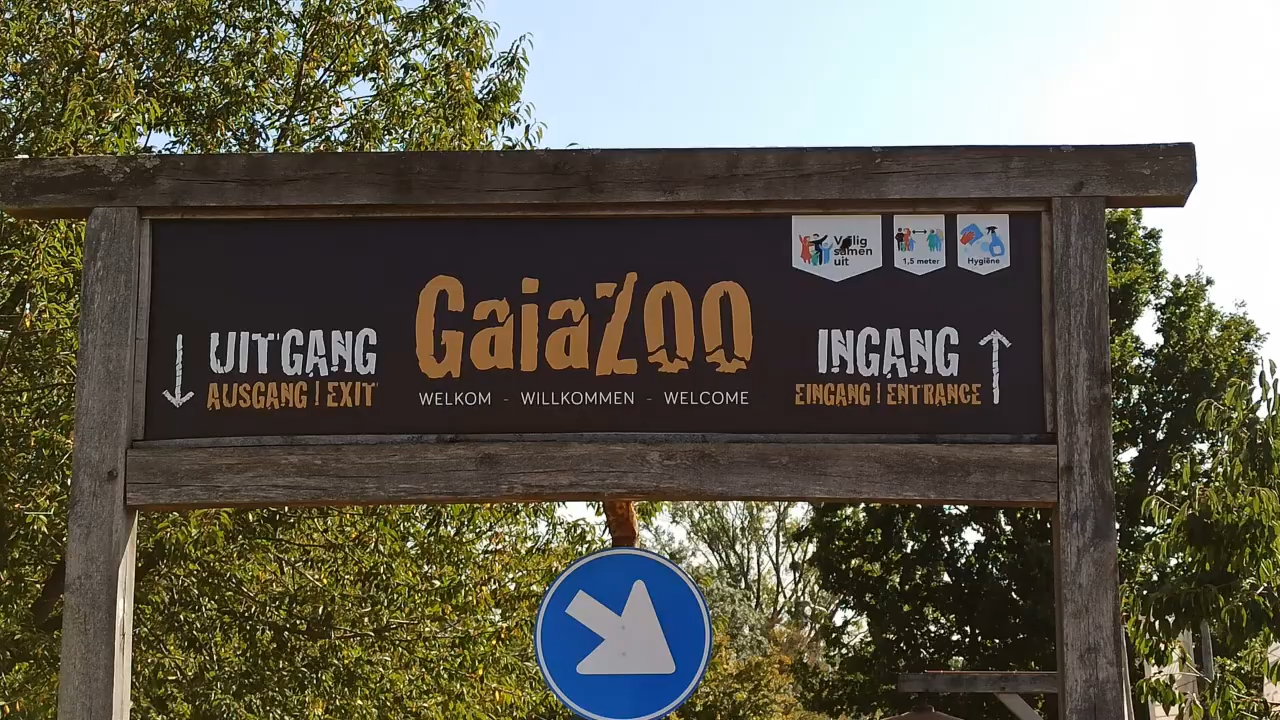 Veilig
samen
uit
1,5 meter
Hygiëne
GaiaZOO
WELKOM - WILLKOMMEN - WELCOME
UITGANG
AUSGANG | EXIT
INGANG
EINGANG | ENTRANCE